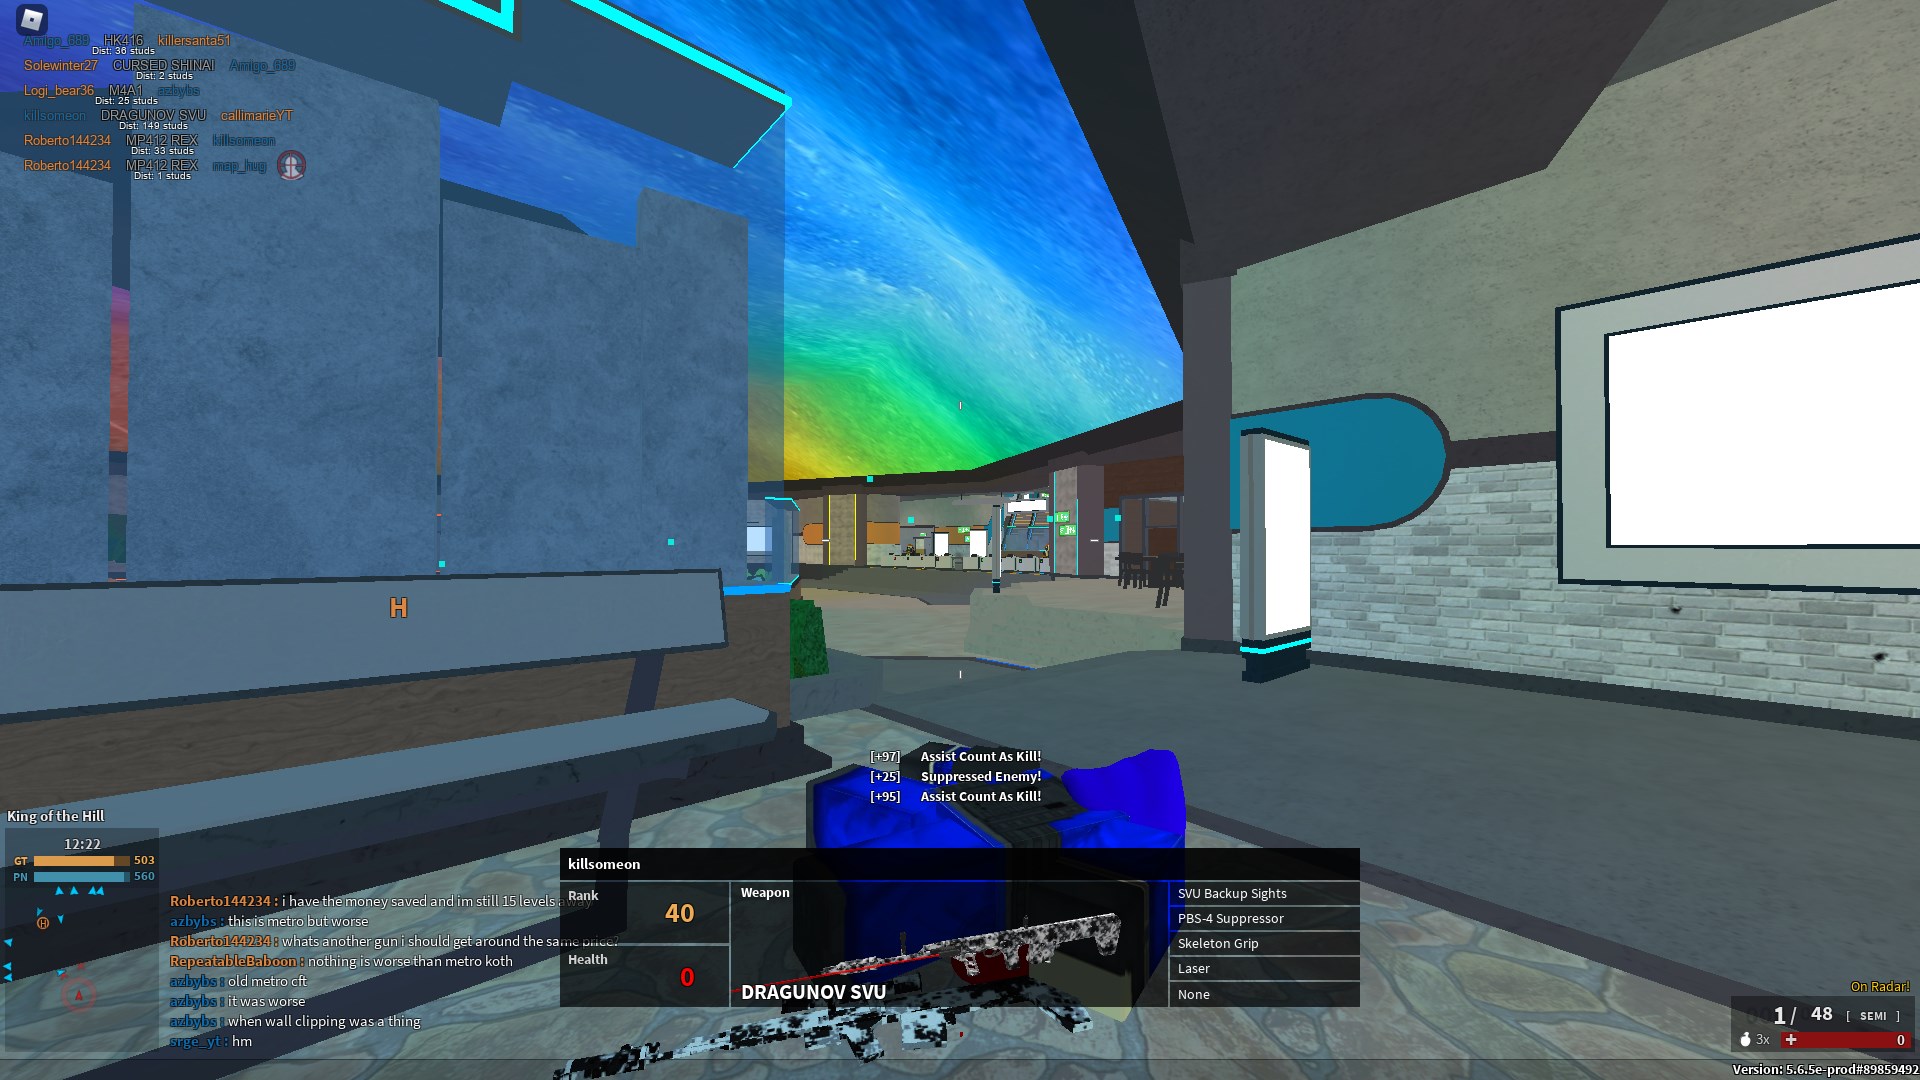 Amigo_689 HK416 killersanta51
Dist: 36 studs
Solewinter27 CURSED SHINAI Amigo_689
Dist: 2 studs
Logi_bear36 M4A1 azbybs
Dist: 25 studs
killsomeon DRAGUNOV SVU callimarieYT
Dist: 149 studs
Roberto144234 MP412 REX killsomeon
Dist: 33 studs
Roberto144234 MP412 REX map_hug
Dist: 1 studs
H
[+97] Assist Count As Kill!
[+25] Suppressed Enemy!
[+95] Assist Count As Kill!
King of the Hill
12:22
GT 503
PN 560
H
Roberto144234 : i have the money saved and im still 15 levels away
azbybs : this is metro but worse
Roberto144234 : whats another gun i should get around the same price?
RepeatableBaboon : nothing is worse than metro koth
azbybs : old metro cft
azbybs : it was worse
azbybs : when wall clipping was a thing
srge_yt : hm
killsomeon
Rank
40
Health
0
Weapon
DRAGUNOV SVU
SVU Backup Sights
PBS-4 Suppressor
Skeleton Grip
Laser
None
On Radar!
1 / 48 [ SEMI ]
3x 0
Version: 5.6.5e-prod#89859492